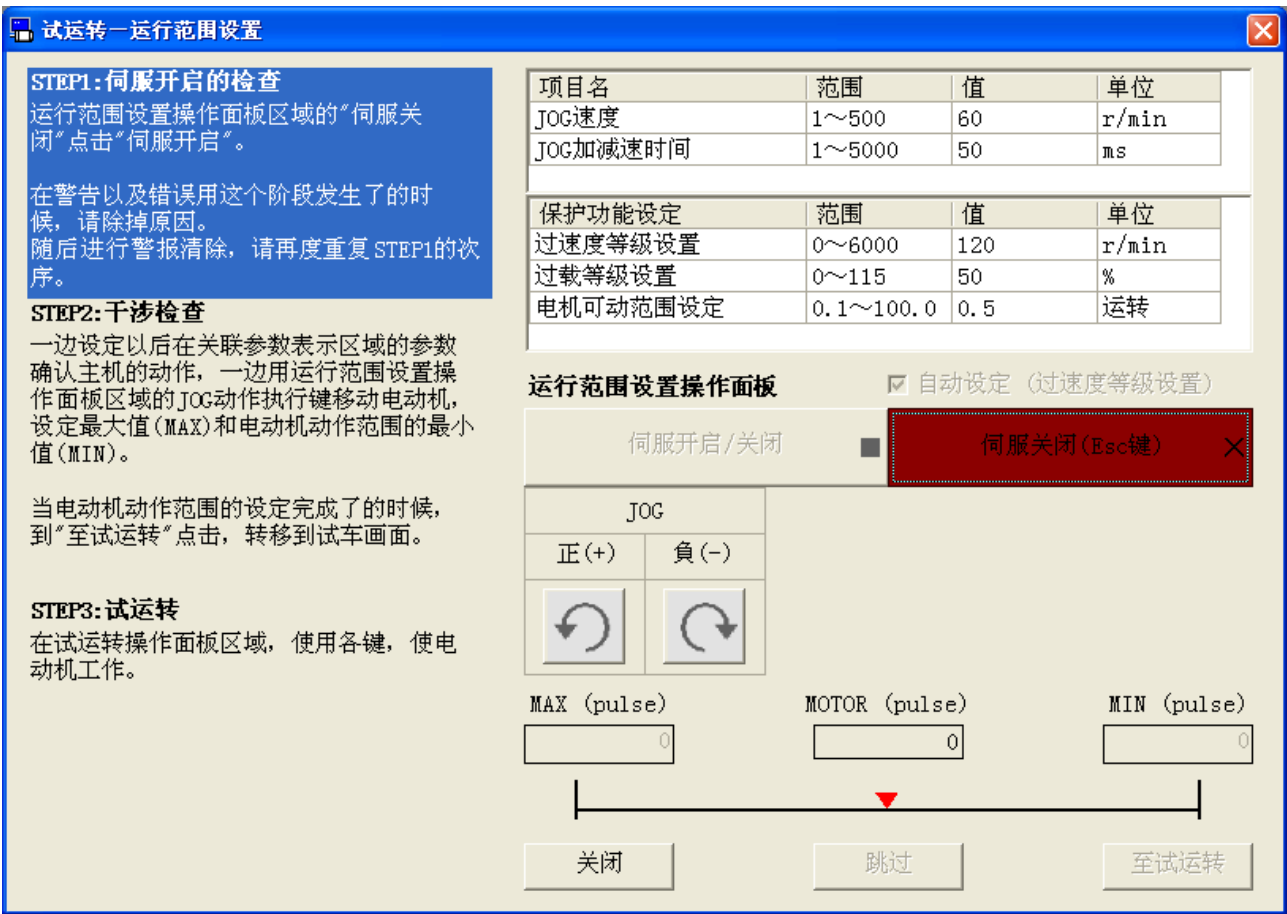 试运转—运行范围设置
STEP1:伺服开启的检查
运行范围设置操作面板区域的"伺服关
闭"点击"伺服开启"。
在警告以及错误用这个阶段发生了的时
候，请除掉原因。
随后进行警报清除，请再度重复STEP1的次
序。
STEP2:干涉检查
一边设定以后在关联参数表示区域的参数
确认主机的动作，一边用运行范围设置操
作面板区域的JOG动作执行键移动电动机，
设定最大值(MAX)和电动机动作范围的最小
值(MIN)。
当电动机动作范围的设定完成了的时候，
到"至试运转"点击，转移到试车画面。
STEP3:试运转
在试运转操作面板区域，使用各键，使电
动机工作。
项目名 范围 值 单位
JOG速度 1～500 60 r/min
JOG加减速时间 1～5000 50 ms
保护功能设定 范围 值 单位
过速度等级设置 0～6000 120 r/min
过载等级设置 0～115 50 %
电机可动范围设定 0.1～100.0 0.5 运转
运行范围设置操作面板 自动设定 (过速度等级设置)
伺服开启/关闭 伺服关闭(Esc键)
JOG
正(+) 負(-)
MAX (pulse) MOTOR (pulse) MIN (pulse)
0 0 0
关闭 跳过 至试运转